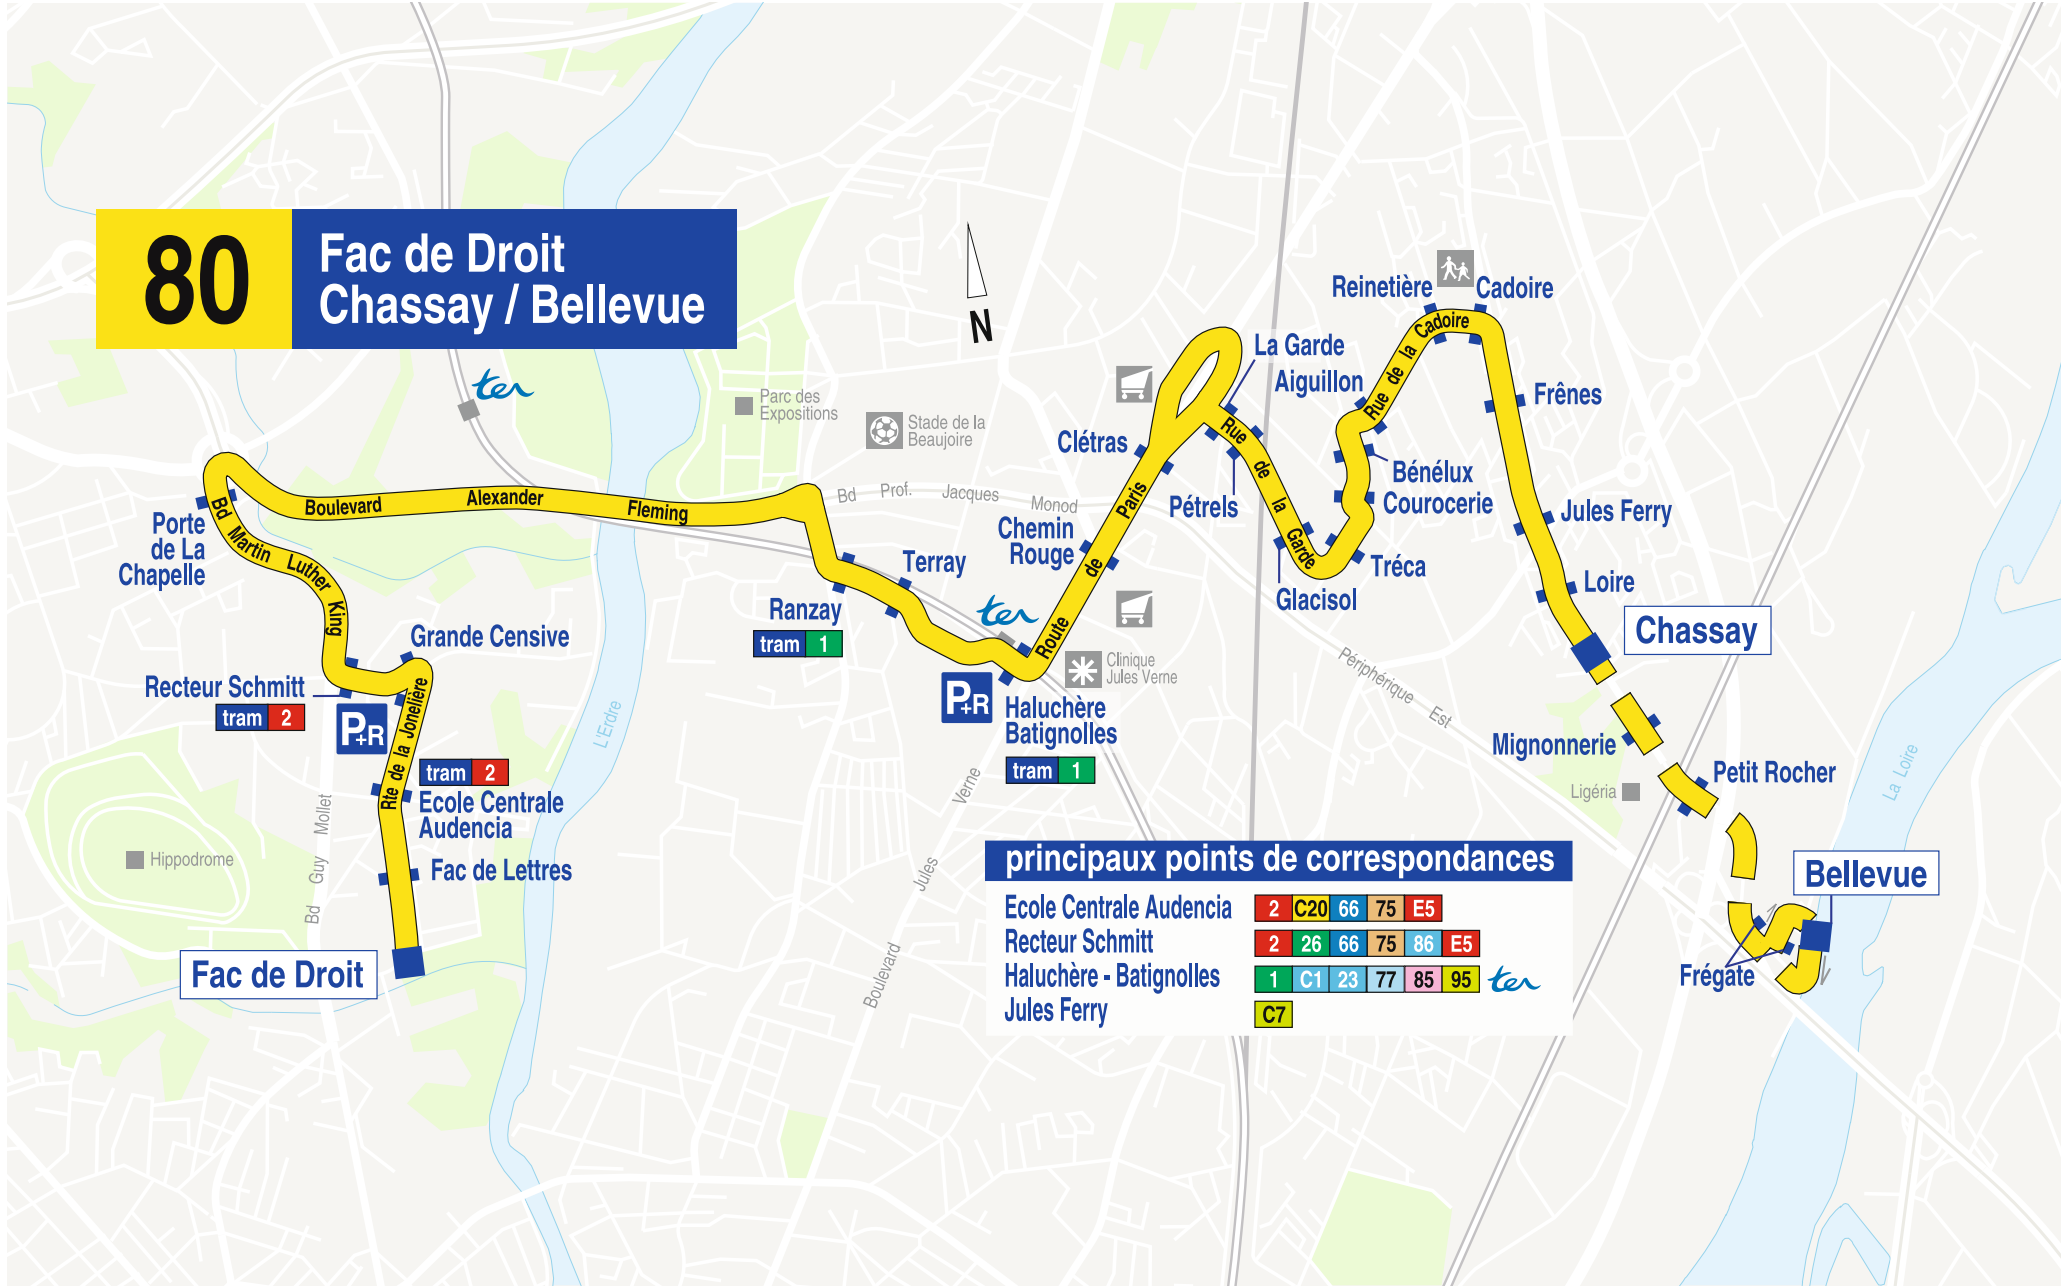 80
Fac de Droit
Chassay / Bellevue
ter
N
Parc des
Expositions
Stade de la
Beaujoire
Reinetière
Cadoire
La Garde
Aiguillon
Rue de la Cadoire
Frênes
Clétras
Rue de la Garde
Bénélux
Courocerie
Pétrels
Jules Ferry
Boulevard Alexander Fleming
Bd Prof. Jacques Monod
Porte
de La
Chapelle
Bd Martin Luther King
Chemin
Rouge
Route de Paris
Terray
Tréca
Loire
Glacisol
Ranzay
tram 1
ter
Chassay
Grande Censive
Recteur Schmitt
tram 2
P+R
Rte de la Jonelière
L'Erdre
P+R
Haluchère
Batignolles
tram 1
Clinique
Jules Verne
Périphérique Est
Mignonnerie
Petit Rocher
Ligéria
La Loire
tram 2
Ecole Centrale
Audencia
Bd Guy Mollet
Hippodrome
Fac de Lettres
Boulevard Jules Verne
Bellevue
Frégate
Fac de Droit
principaux points de correspondances
Ecole Centrale Audencia 2 C20 66 75 E5
Recteur Schmitt 2 26 66 75 86 E5
Haluchère - Batignolles 1 C1 23 77 85 95 ter
Jules Ferry C7